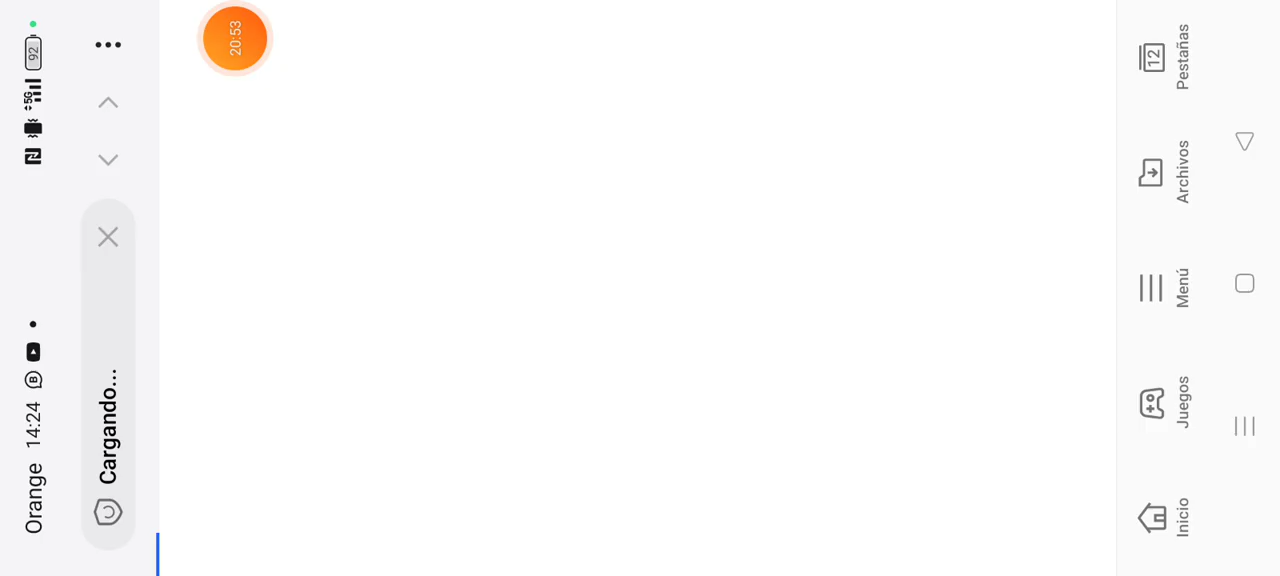 Orange 14:24
92
5G
Cargando...
20:53
Inicio
Juegos
Menú
Archivos
12
Pestañas